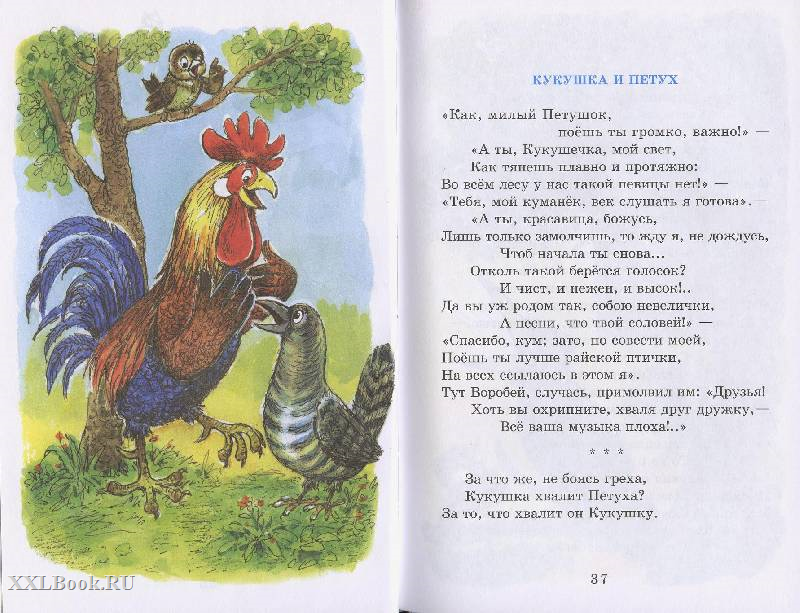 КУКУШКА И ПЕТУХ
«Как, милый Петушок,
поёшь ты громко, важно!» —
«А ты, Кукушечка, мой свет,
Как тянешь плавно и протяжно:
Во всём лесу у нас такой певицы нет!» —
«Тебя, мой куманёк, век слушать я готова». —
«А ты, красавица, божусь,
Лишь только замолчишь, то жду я, не дождусь,
Чтоб начала ты снова...
Отколь такой берётся голосок?
И чист, и нежен, и высок!..
Да вы уж родом так, собою невелички,
А песни, что твой соловей!» —
«Спасибо, кум; зато, по совести моей,
Поёшь ты лучше райской птички,
На всех ссылаюсь в этом я».
Тут Воробей, случась, примолвил им: «Друзья!
Хоть вы охрипните, хваля друг дружку,—
Всё ваша музыка плоха!..»
* * *
За что же, не боясь греха,
Кукушка хвалит Петуха?
За то, что хвалит он Кукушку.
37
XXLBook.RU